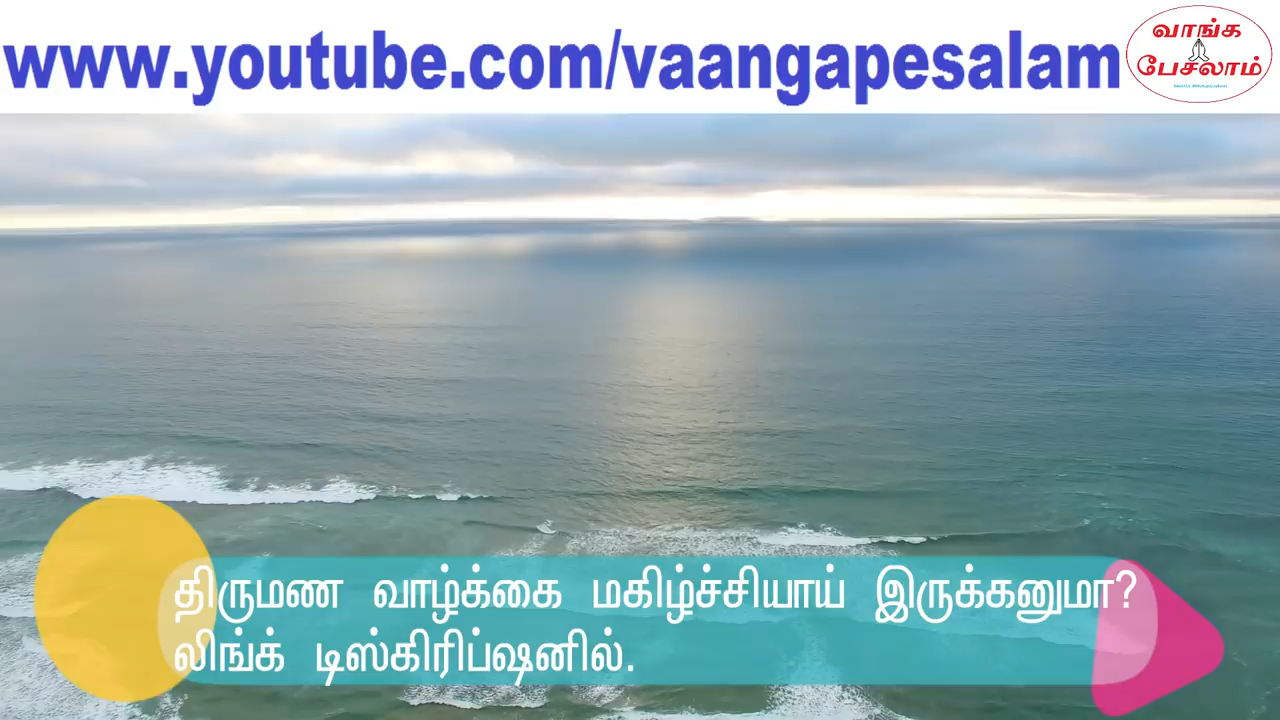 www.youtube.com/vaangapesalam
வாங்க
பேசலாம்
திருமண வாழ்க்கை மகிழ்ச்சியாய் இருக்கனுமா?
லிங்க் டிஸ்கிரிப்ஷனில்.